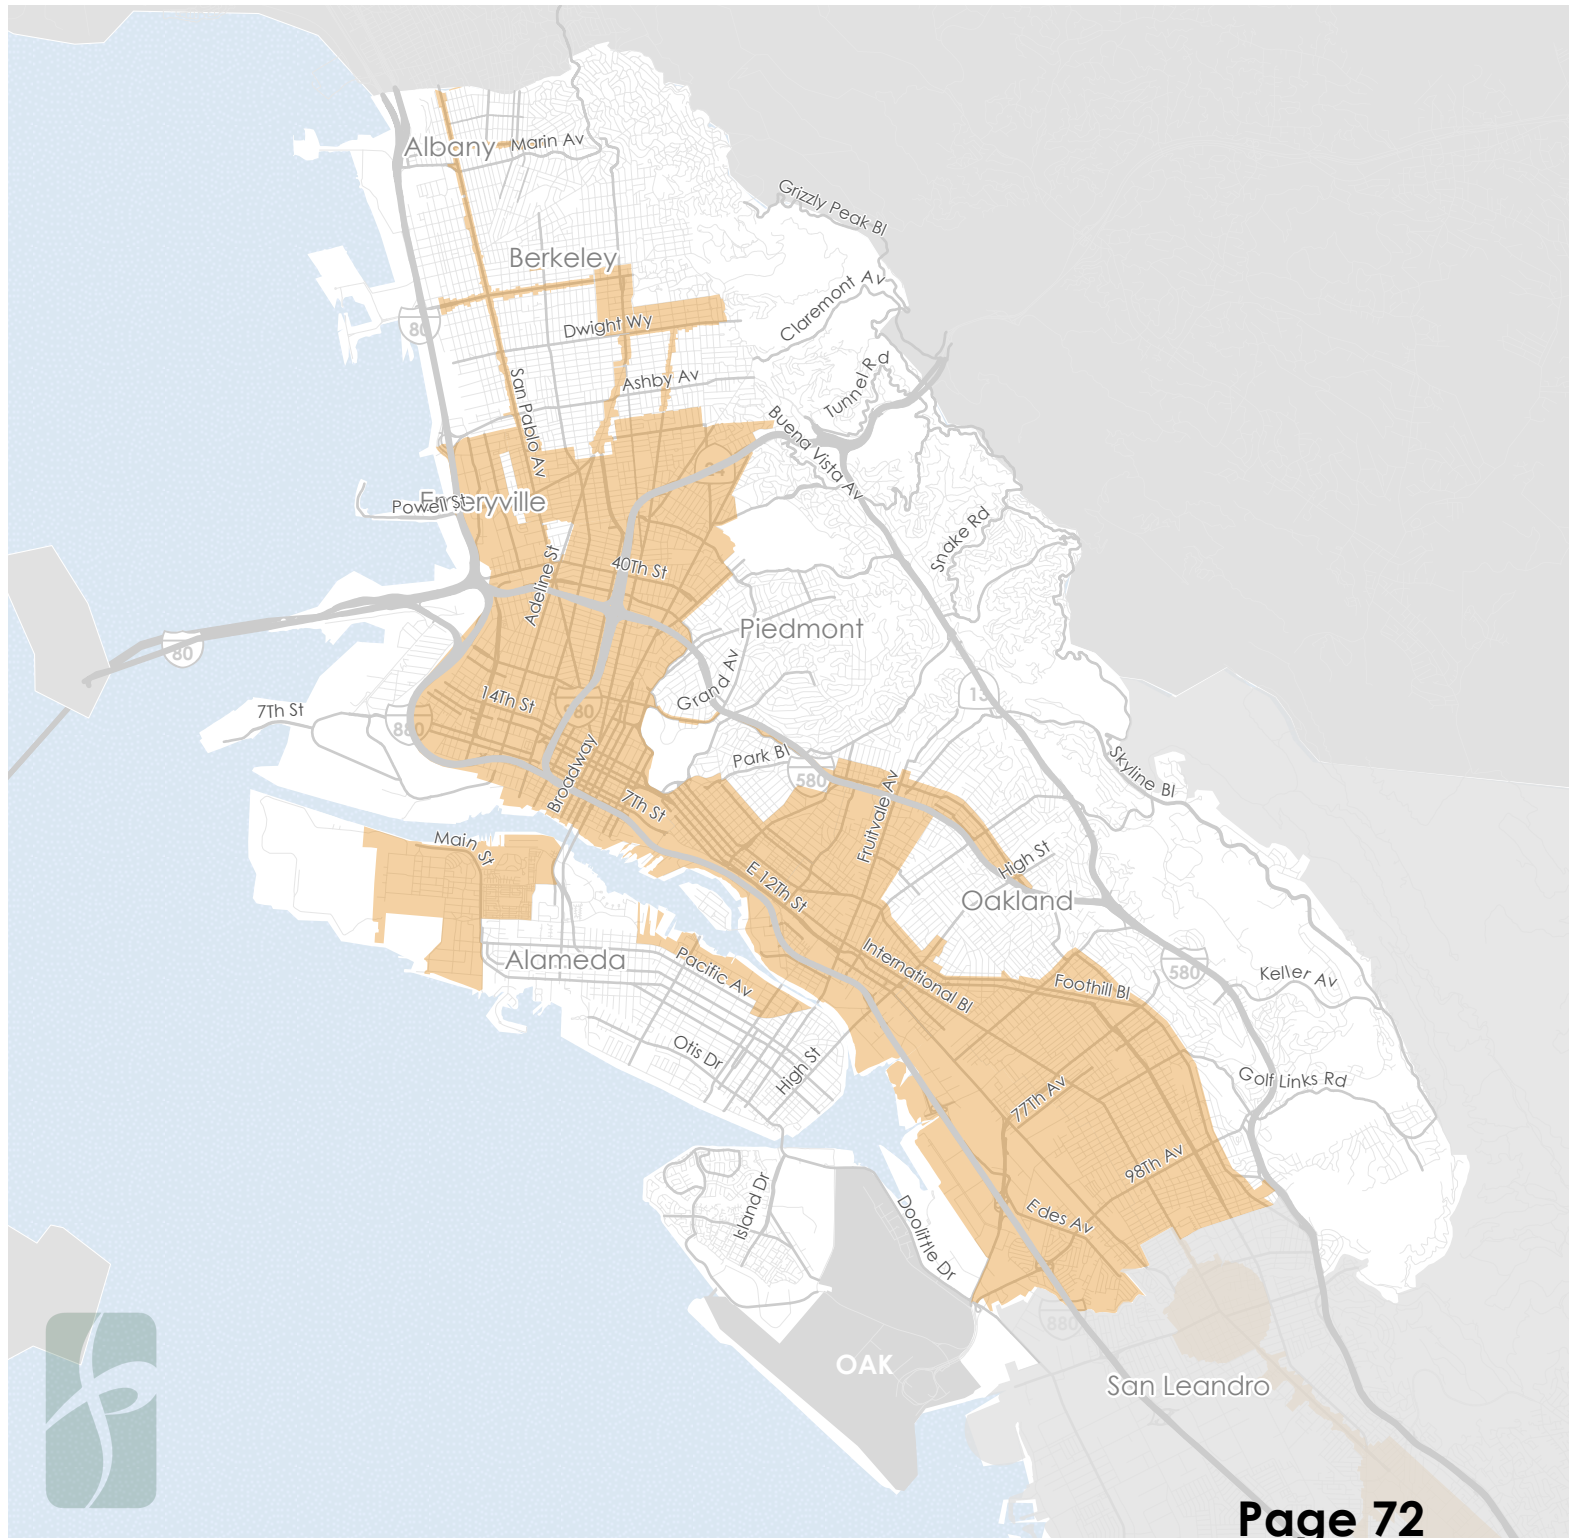 Albany
Marin Av
Grizzly Peak Bl
Berkeley
Claremont Av
80
Dwight Wy
Tunnel Rd
Ashby Av
San Pablo Av
Buena Vista Av
24
Emeryville
Powell St
Snake Rd
40Th St
Adeline St
Piedmont
80
Grand Av
13
14Th St
7Th St
880
980
Broadway
Park Bl
580
Skyline Bl
7Th St
Fruitvale Av
Main St
High St
E 12Th St
Oakland
International Bl
Alameda
Pacific Av
580
Keller Av
Foothill Bl
Otis Dr
High St
Golf Links Rd
77Th Av
98Th Av
Island Dr
Doolittle Dr
Edes Av
880
OAK
San Leandro
Page 72